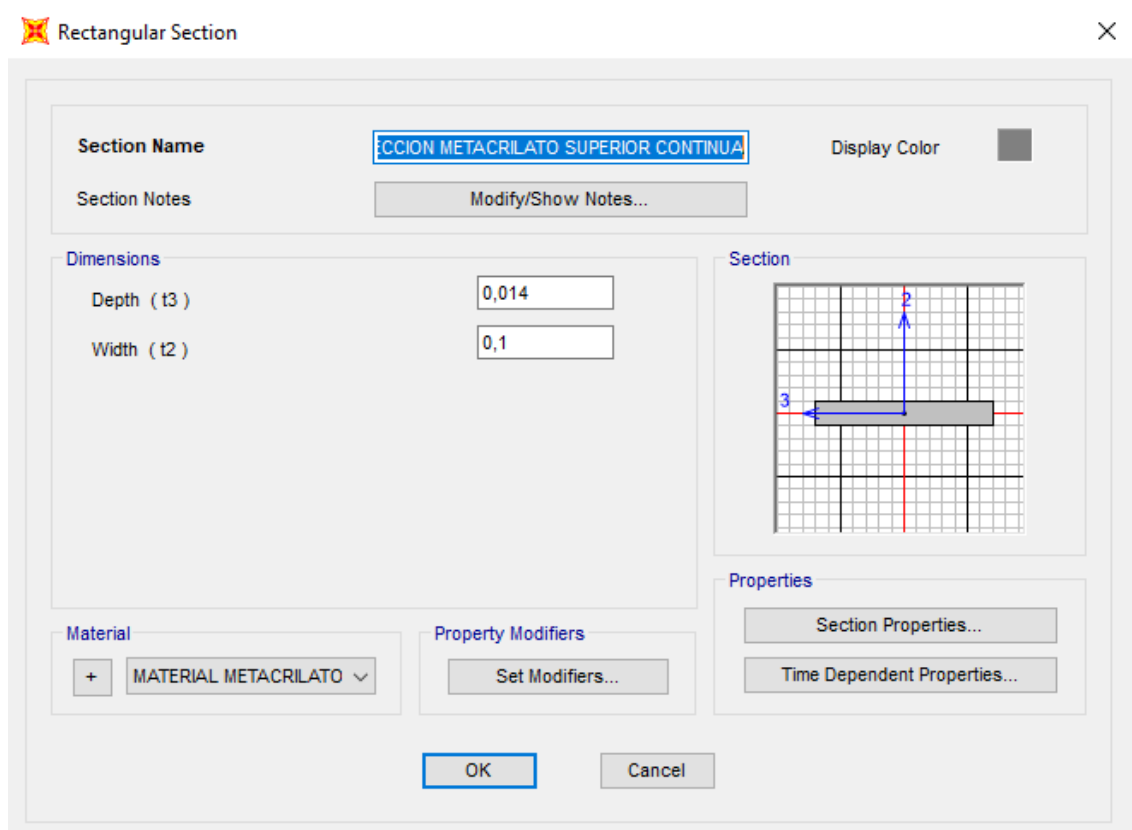 Rectangular Section
Section Name
ECCION METACRILATO SUPERIOR CONTINUA
Display Color
Section Notes
Modify/Show Notes...
Dimensions
Depth ( t3 )
0,014
Width ( t2 )
0,1
Section
2
3
Properties
Section Properties...
Time Dependent Properties...
Material
+
MATERIAL METACRILATO
Property Modifiers
Set Modifiers...
OK
Cancel